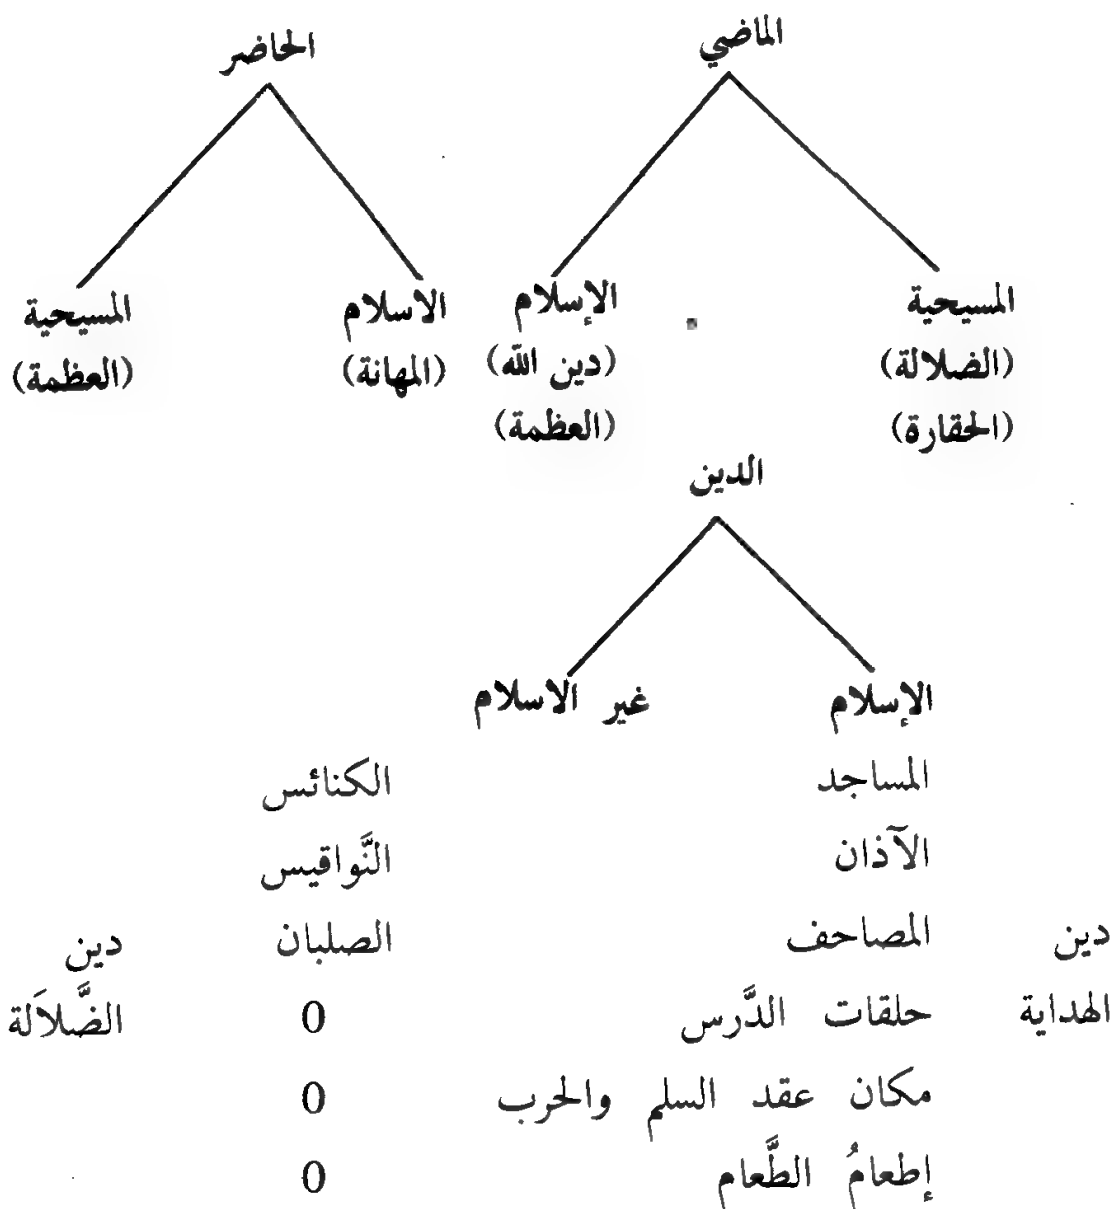 الماضي الحاضر
المسيحية الإسلام الاسلام المسيحية
(الضلالة) (دين الله) (المهانة) (العظمة)
(الحقارة) (العظمة)
الدين
الإسلام غير الاسلام
المساجد الكنائس
الآذان النَّواقيس
دين المصاحف الصلبان دين
الهداية حلقات الدَّرس 0 الضَّلاَلة
مكان عقد السلم والحرب 0
إطعامُ الطَّعام 0